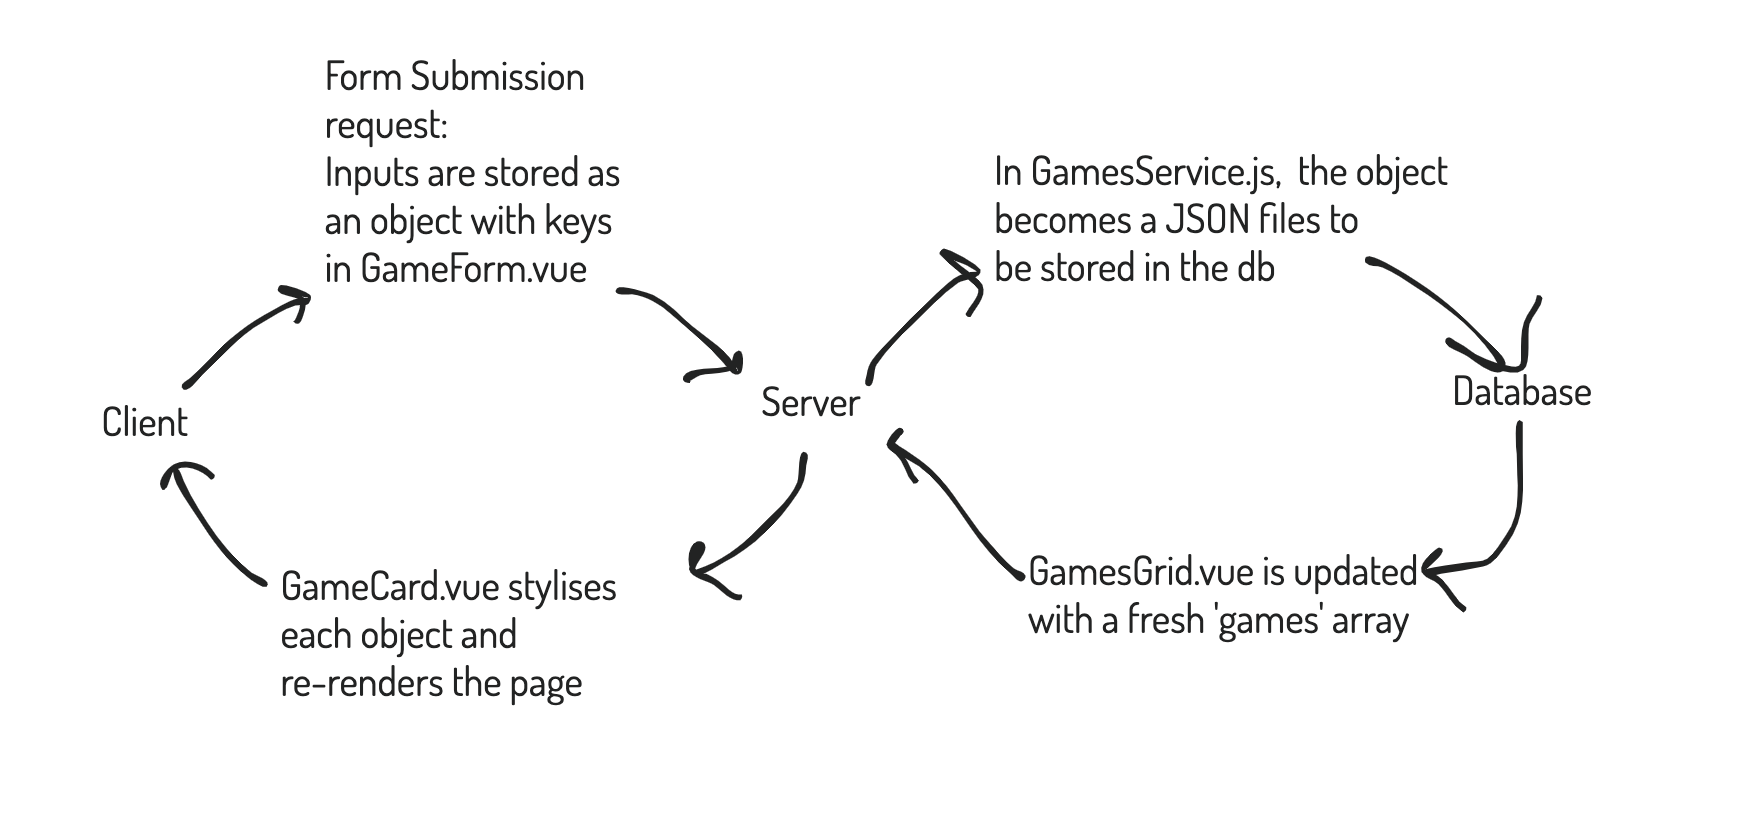 Form Submission
request:
Inputs are stored as
an object with keys
in GameForm.vue
In GamesService.js,  the object
becomes a JSON files to
be stored in the db
Client
Server
Database
GameCard.vue stylises
each object and
re-renders the page
GamesGrid.vue is updated
with a fresh 'games' array